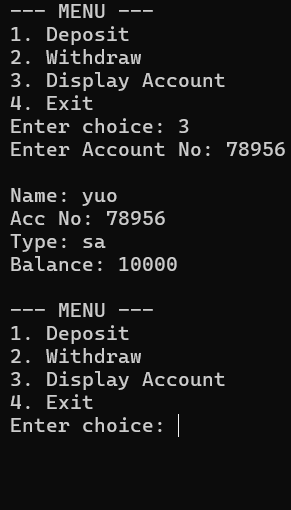 --- MENU ---
1. Deposit
2. Withdraw
3. Display Account
4. Exit
Enter choice: 3
Enter Account No: 78956
Name: yuo
Acc No: 78956
Type: sa
Balance: 10000
--- MENU ---
1. Deposit
2. Withdraw
3. Display Account
4. Exit
Enter choice: